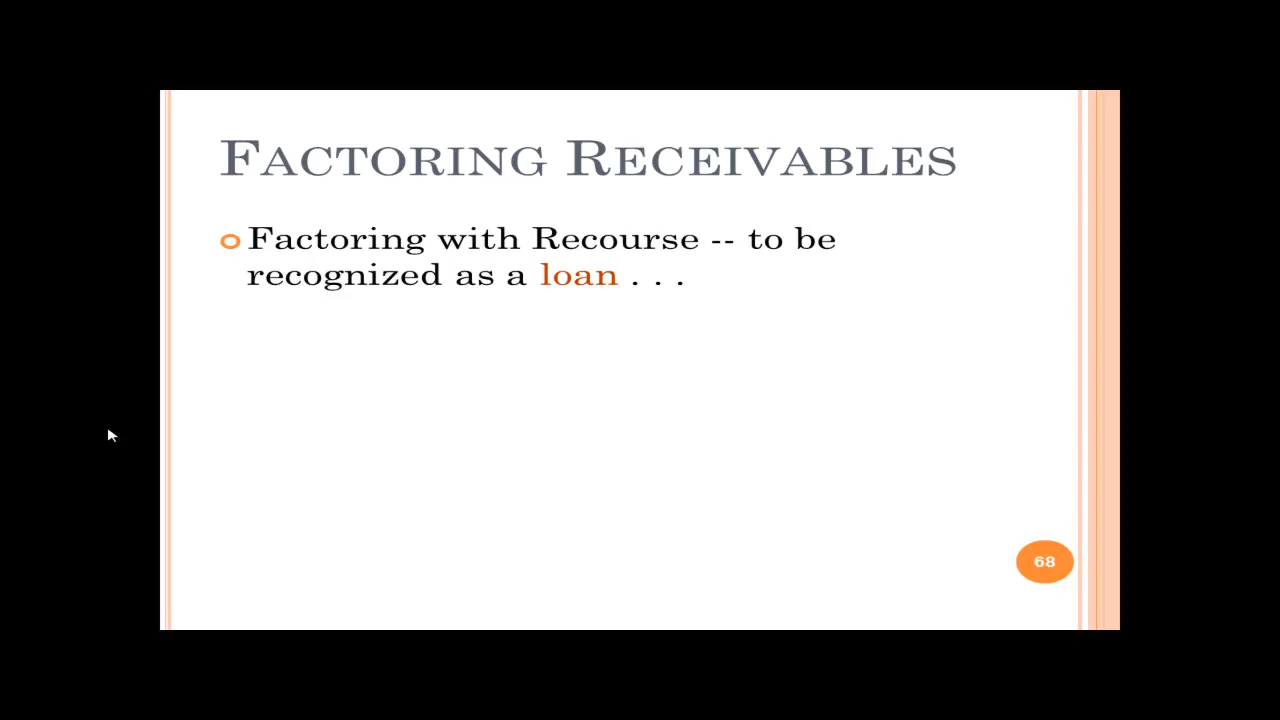 FACTORING RECEIVABLES
Factoring with Recourse -- to be
recognized as a loan . . .
68